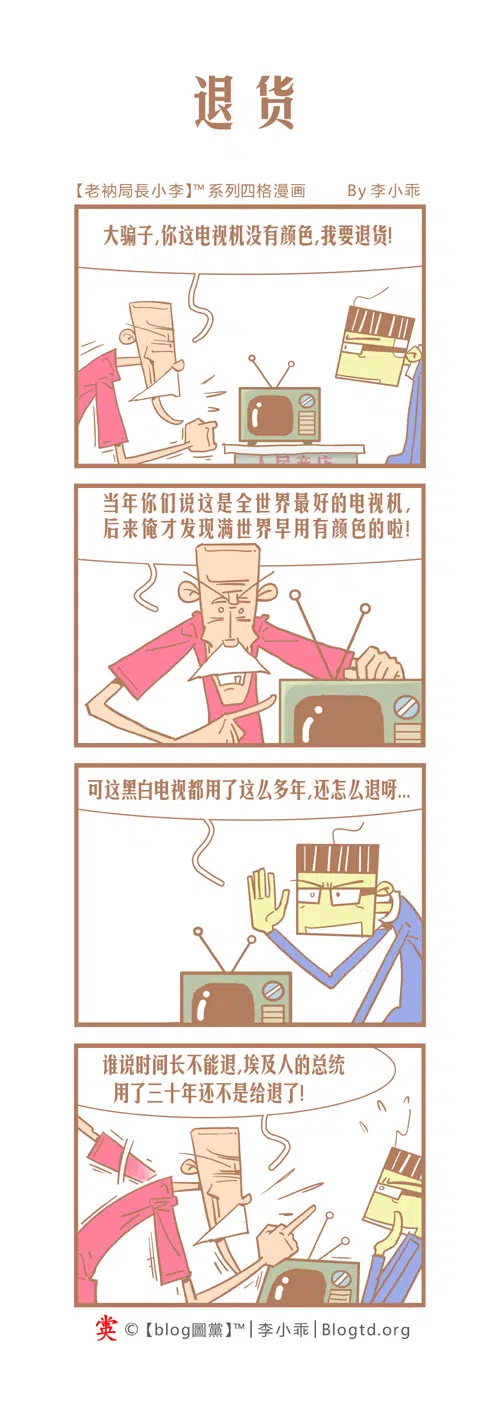 退货
【老衲局長小李】™系列四格漫画 By 李小乖
大骗子,你这电视机没有颜色,我要退货!
人民商店
当年你们说这是全世界最好的电视机,
后来俺才发现满世界早用有颜色的啦!
可这黑白电视都用了这么多年,还怎么退呀...
谁说时间长不能退,埃及人的总统
用了三十年还不是给退了!
©【blog圖黨】™|李小乖|Blogtd.org